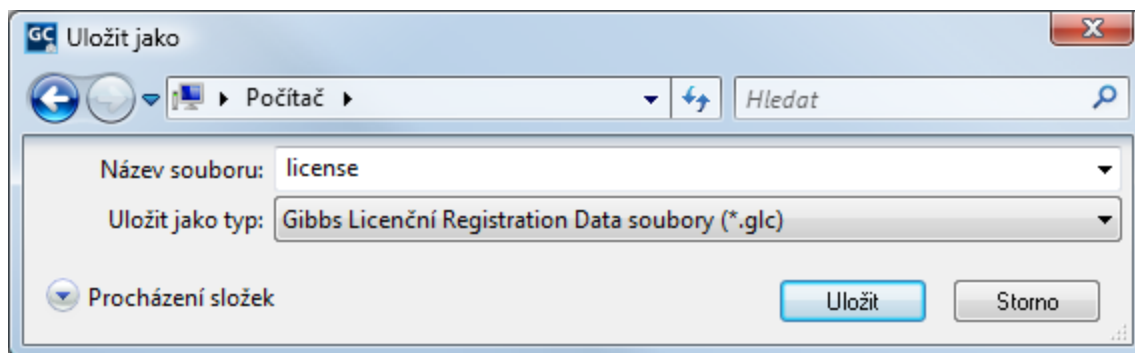 GC Uložit jako
Počítač
Hledat
Název souboru: license
Uložit jako typ: Gibbs Licenční Registration Data soubory (*.glc)
Procházení složek
Uložit
Storno